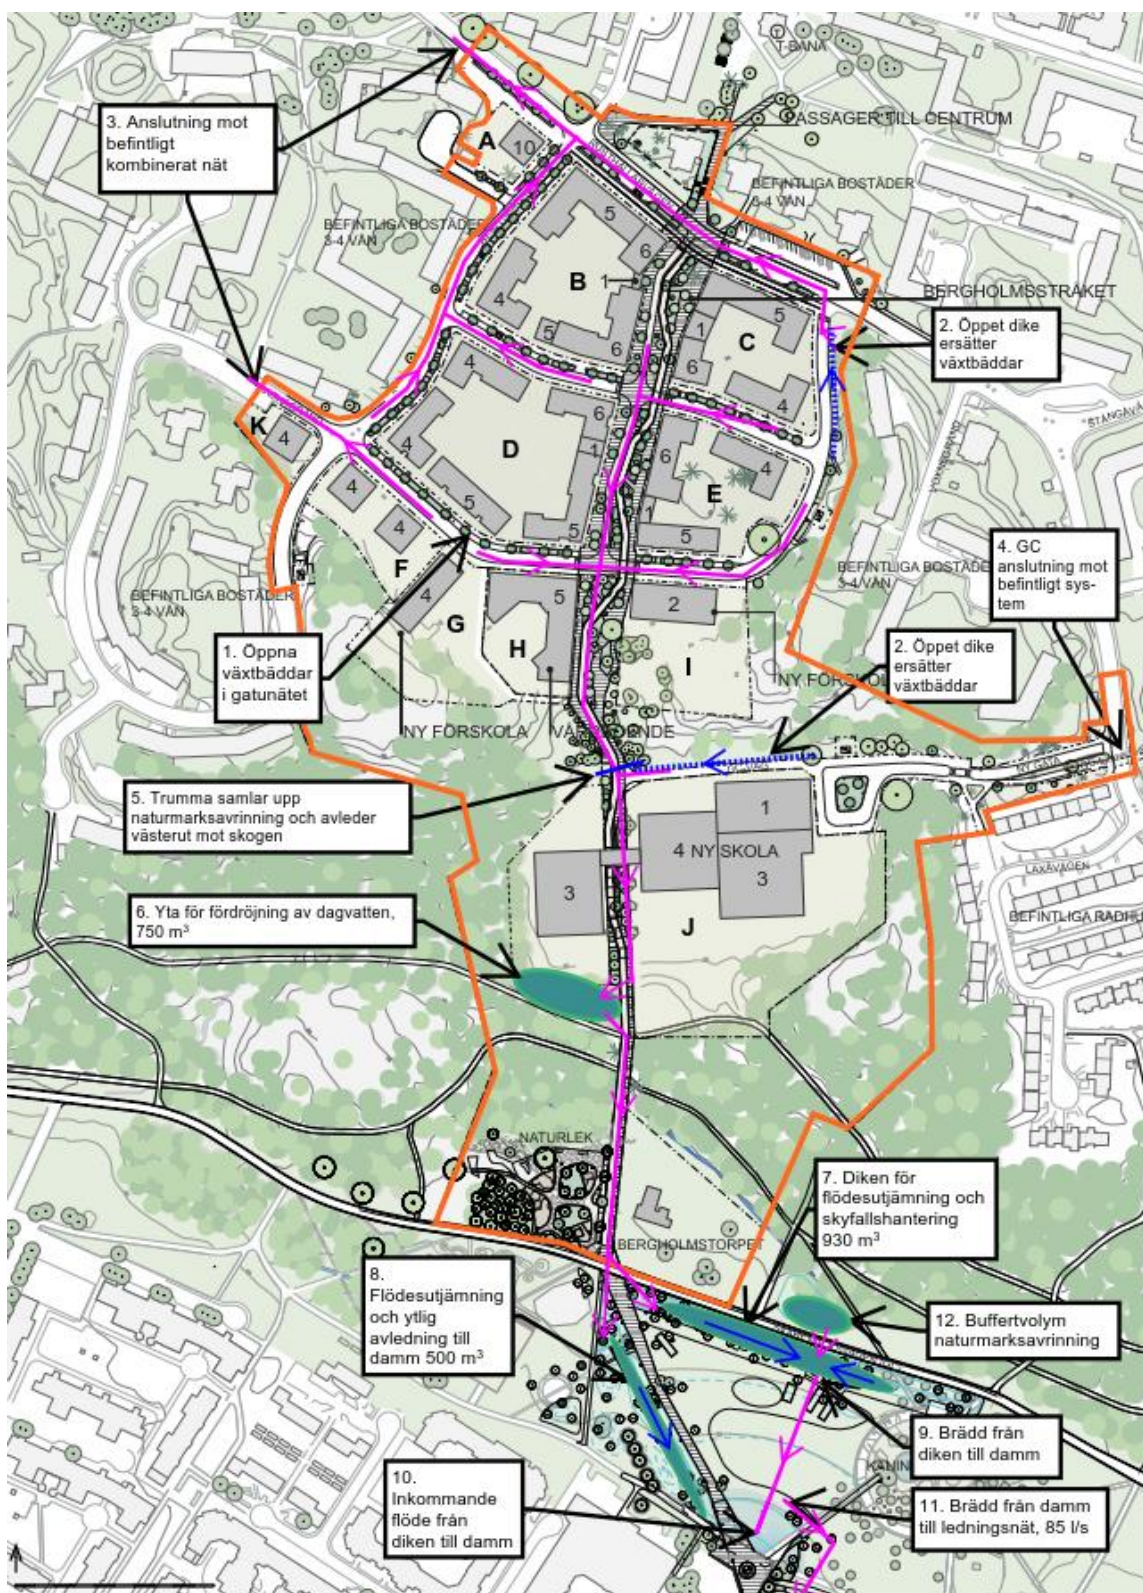 T-BANA
PASSAGER TILL CENTRUM
3. Anslutning mot
befintligt
kombinerat nät
A
10
BEFINTLIGA BOSTÄDER
3-4 VÅN
BEFINTLIGA BOSTÄDER
3-4 VÅN
5
6
B
1
4
5
6
BERGHOLMSSTRÅKET
5
1
C
6
4
2. Öppet dike
ersätter
växtbäddar
K
4
4
4
D
6
1
4
5
5
6
4
E
1
5
4
4
F
4
G
5
H
2
I
BEFINTLIGA BOSTÄDER
3-4 VÅN
BEFINTLIGA BOSTÄDE
3-4 VÅN
4. GC
anslutning mot
befintligt sys-
tem
1. Öppna
växtbäddar
i gatunätet
2. Öppet dike
ersätter
växtbäddar
NY FÖRSKOLA
NY GATA
5. Trumma samlar upp
naturmarksavrinning och avleder
västerut mot skogen
1
4 NY SKOLA
3
3
J
LAXAVÄGEN
6. Yta för fördröjning av dagvatten,
750 m³
NATURLEK
BERGHOLMSTORPET
7. Diken för
flödesutjämning och
skyfallshantering
930 m³
8.
Flödesutjämning
och ytlig
avledning till
damm 500 m³
12. Buffertvolym
naturmarksavrinning
9. Brädd från
diken till damm
KANIN
10.
Inkommande
flöde från
diken till damm
11. Brädd från damm
till ledningsnät, 85 l/s